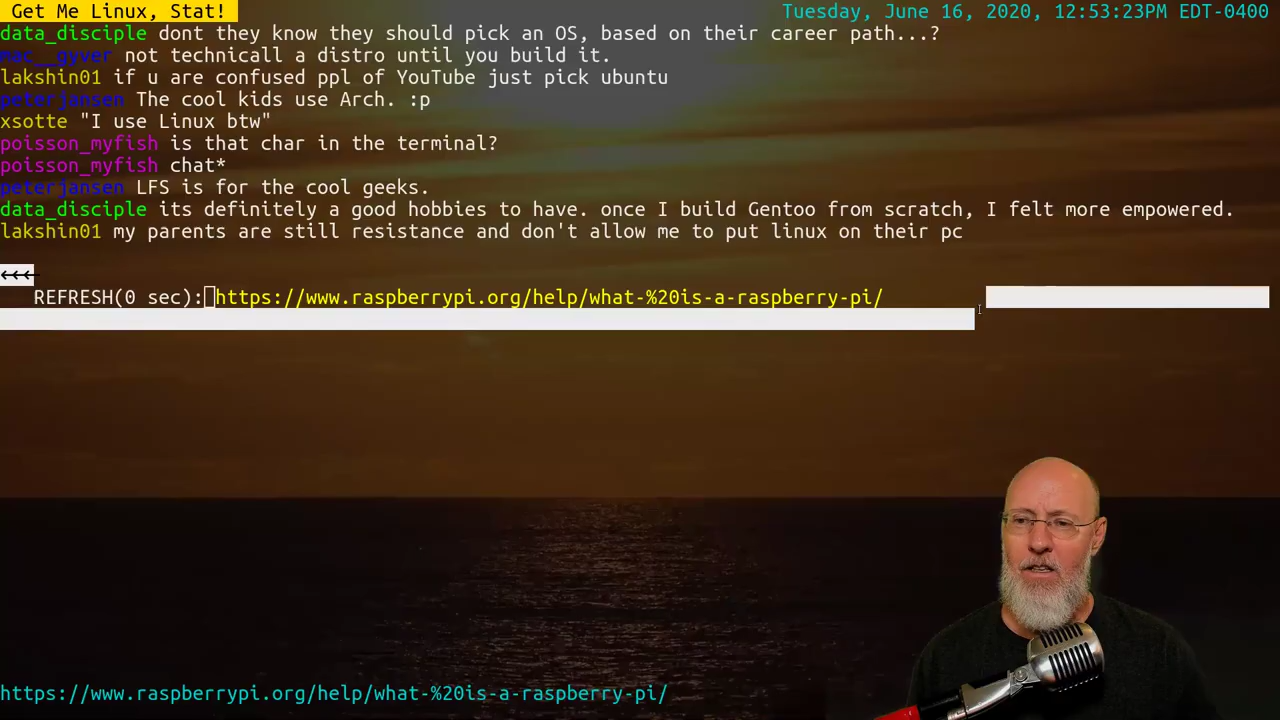 Get Me Linux, Stat!
Tuesday, June 16, 2020, 12:53:23PM EDT-0400
data_disciple dont they know they should pick an OS, based on their career path...?
mac__gyver not technicall a distro until you build it.
lakshin01 if u are confused ppl of YouTube just pick ubuntu
peterjansen The cool kids use Arch. :p
xsotte "I use Linux btw"
poisson_myfish is that char in the terminal?
poisson_myfish chat*
peterjansen LFS is for the cool geeks.
data_disciple its definitely a good hobbies to have. once I build Gentoo from scratch, I felt more empowered.
lakshin01 my parents are still resistance and don't allow me to put linux on their pc
<<<
REFRESH(0 sec): https://www.raspberrypi.org/help/what-%20is-a-raspberry-pi/
https://www.raspberrypi.org/help/what-%20is-a-raspberry-pi/